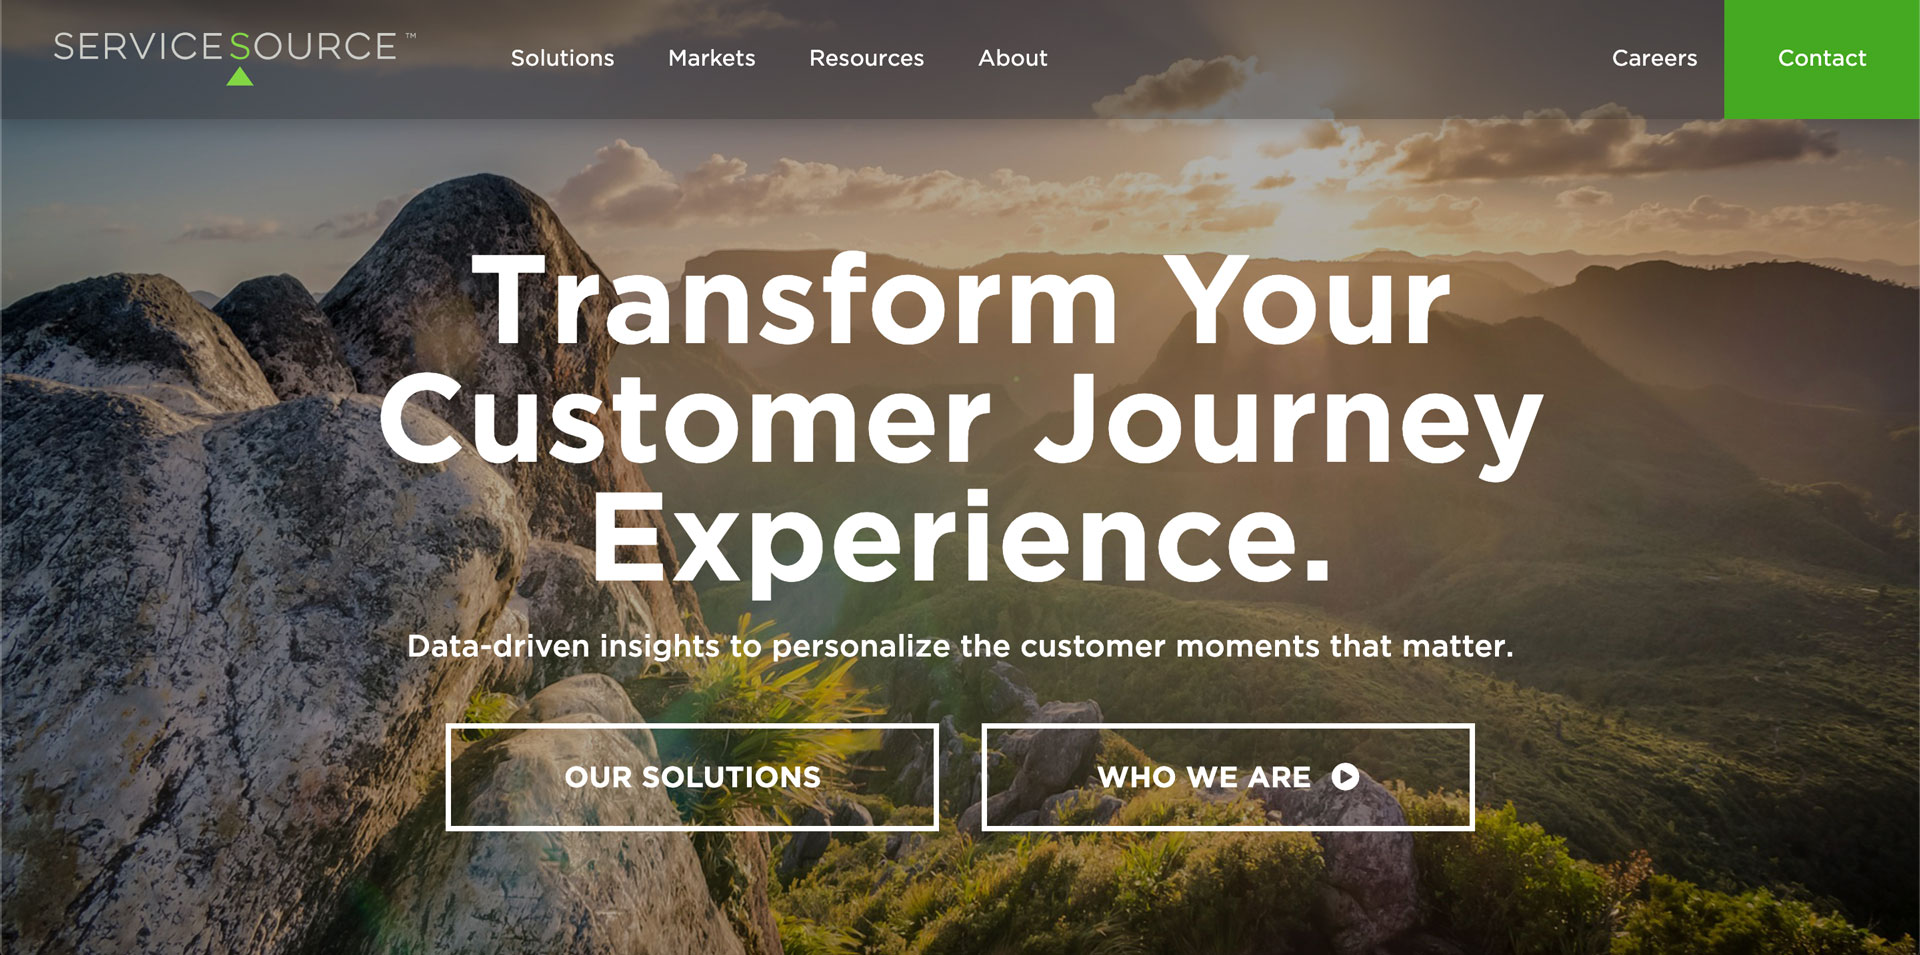 SERVICESOURCE™
Solutions
Markets
Resources
About
Careers
Contact
Transform Your
Customer Journey
Experience.
Data-driven insights to personalize the customer moments that matter.
OUR SOLUTIONS
WHO WE ARE